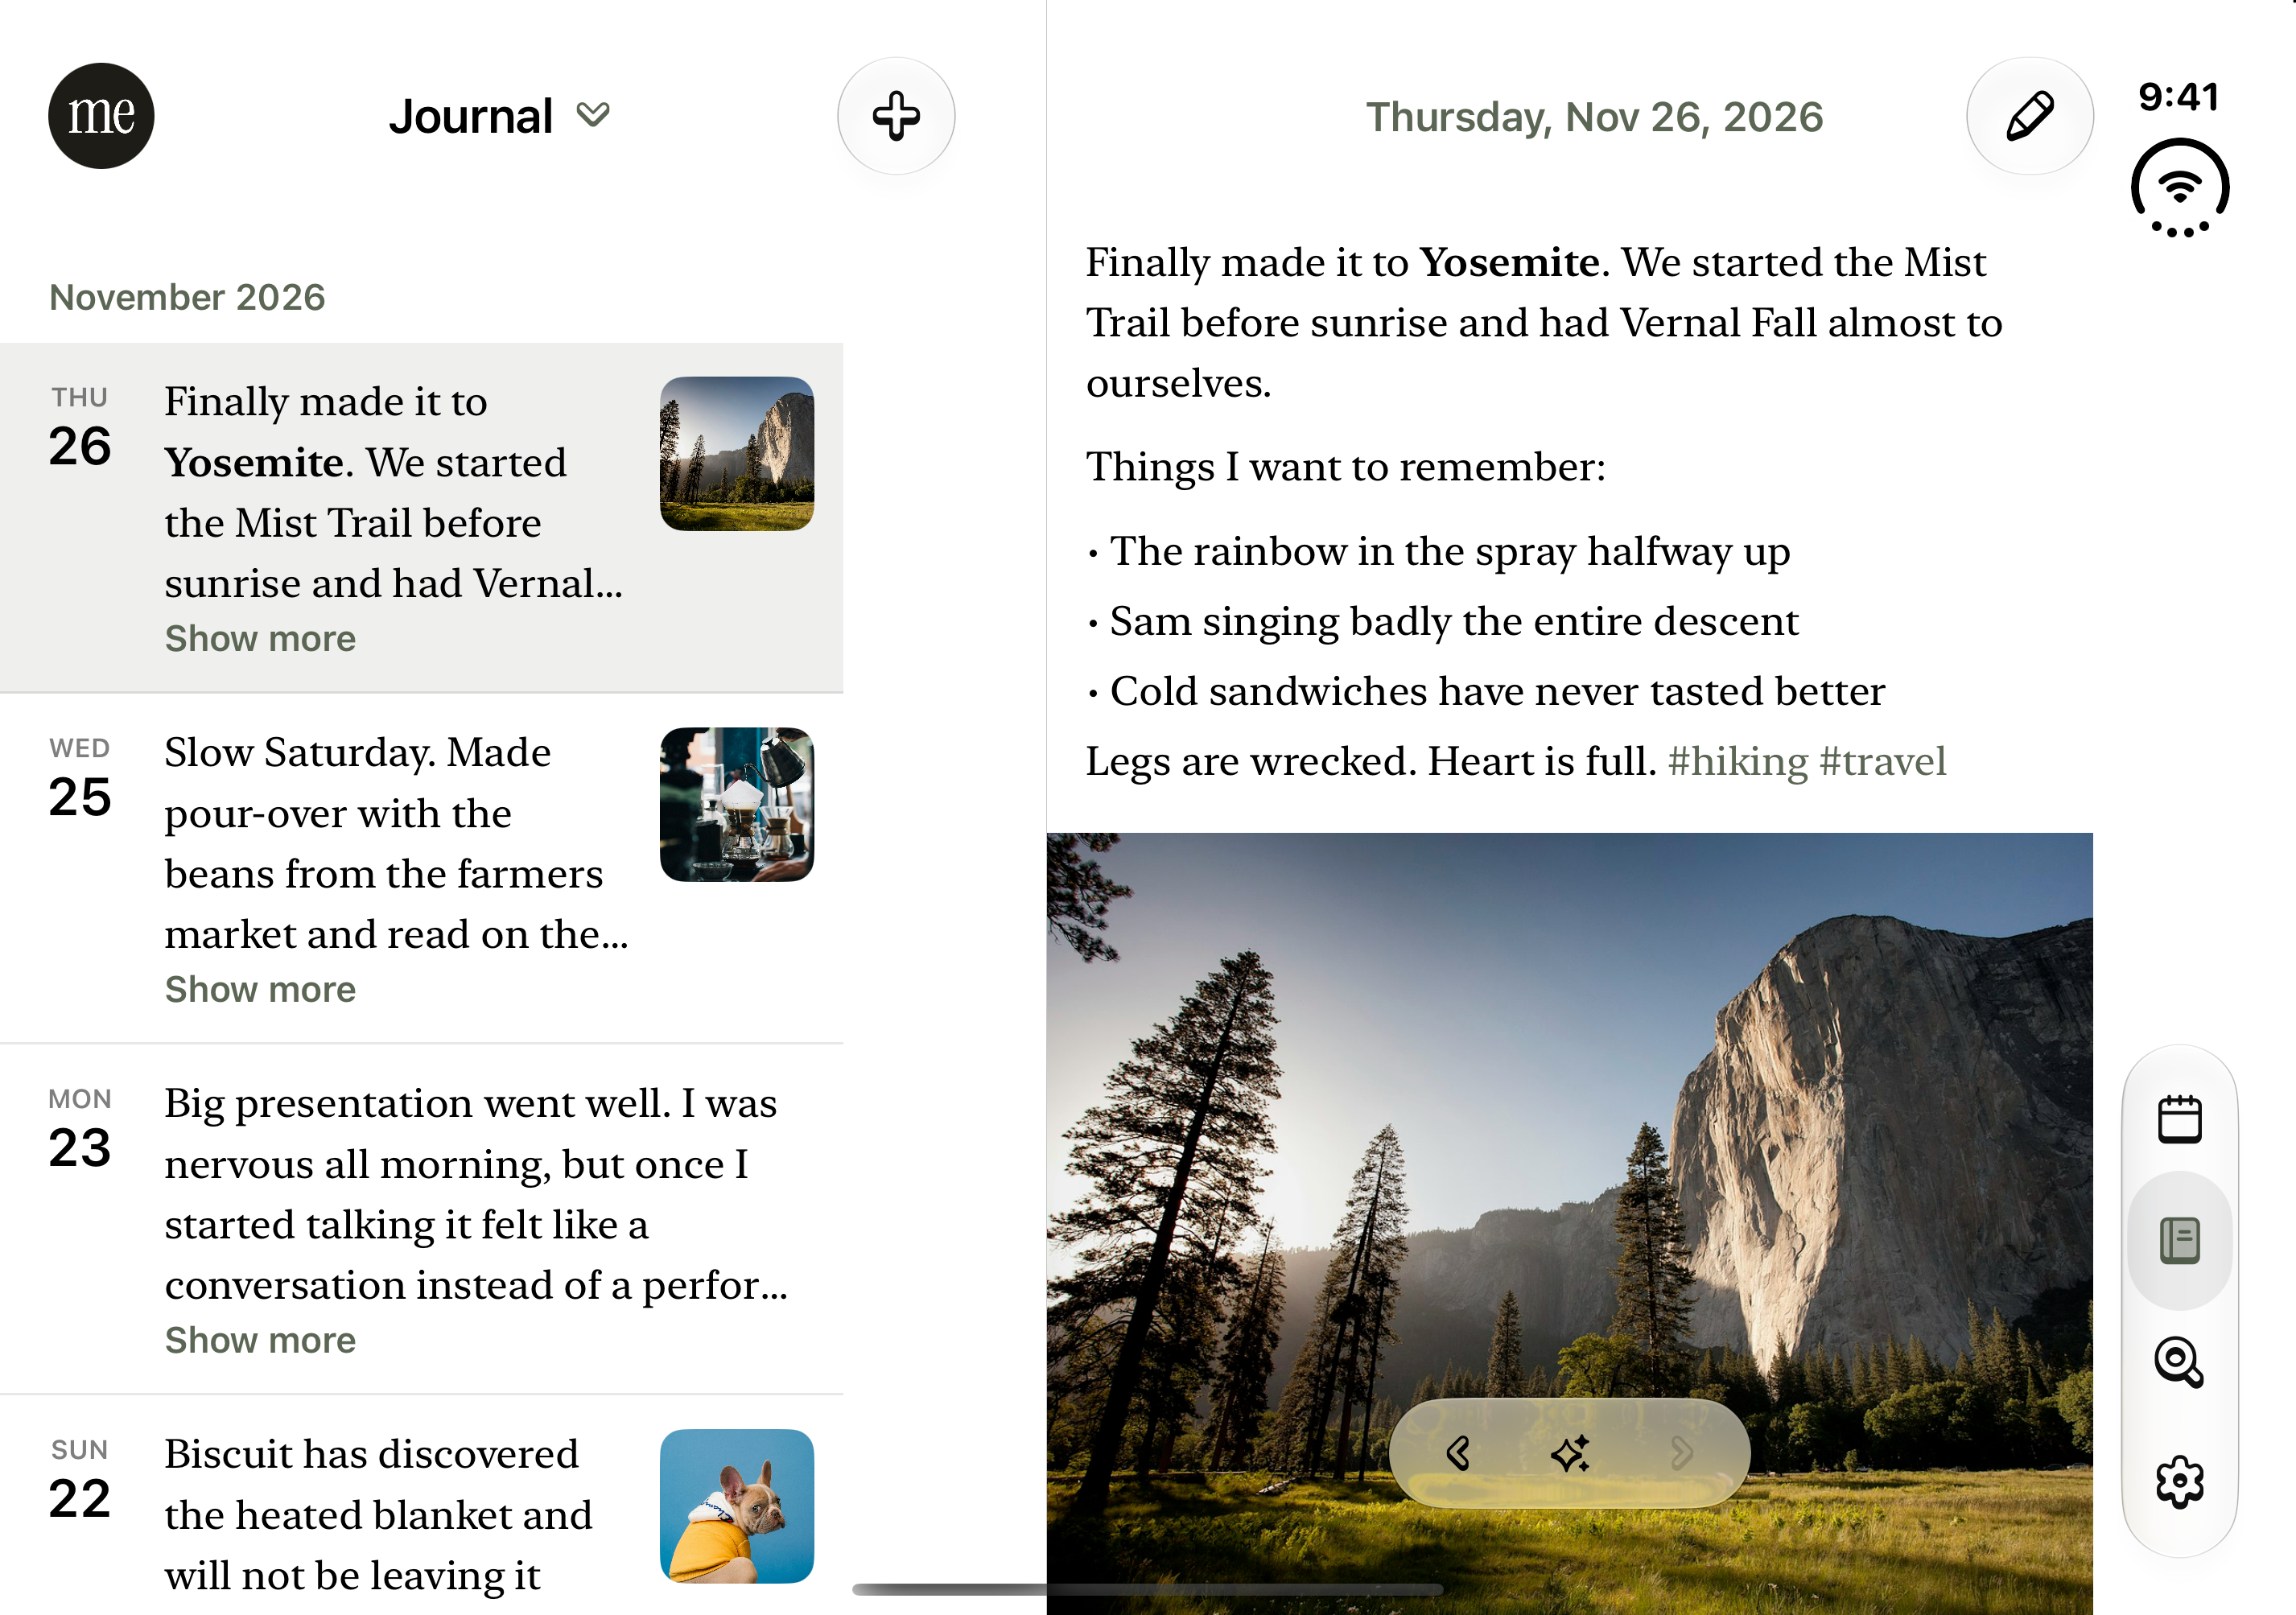 me
Journal
November 2026
THU
26
Finally made it to
Yosemite. We started
the Mist Trail before
sunrise and had Vernal...
Show more
WED
25
Slow Saturday. Made
pour-over with the
beans from the farmers
market and read on the...
Show more
MON
23
Big presentation went well. I was
nervous all morning, but once I
started talking it felt like a
conversation instead of a perfor...
Show more
SUN
22
Biscuit has discovered
the heated blanket and
will not be leaving it
Thursday, Nov 26, 2026
Finally made it to Yosemite. We started the Mist
Trail before sunrise and had Vernal Fall almost to
ourselves.
Things I want to remember:
• The rainbow in the spray halfway up
• Sam singing badly the entire descent
• Cold sandwiches have never tasted better
Legs are wrecked. Heart is full. #hiking #travel
9:41